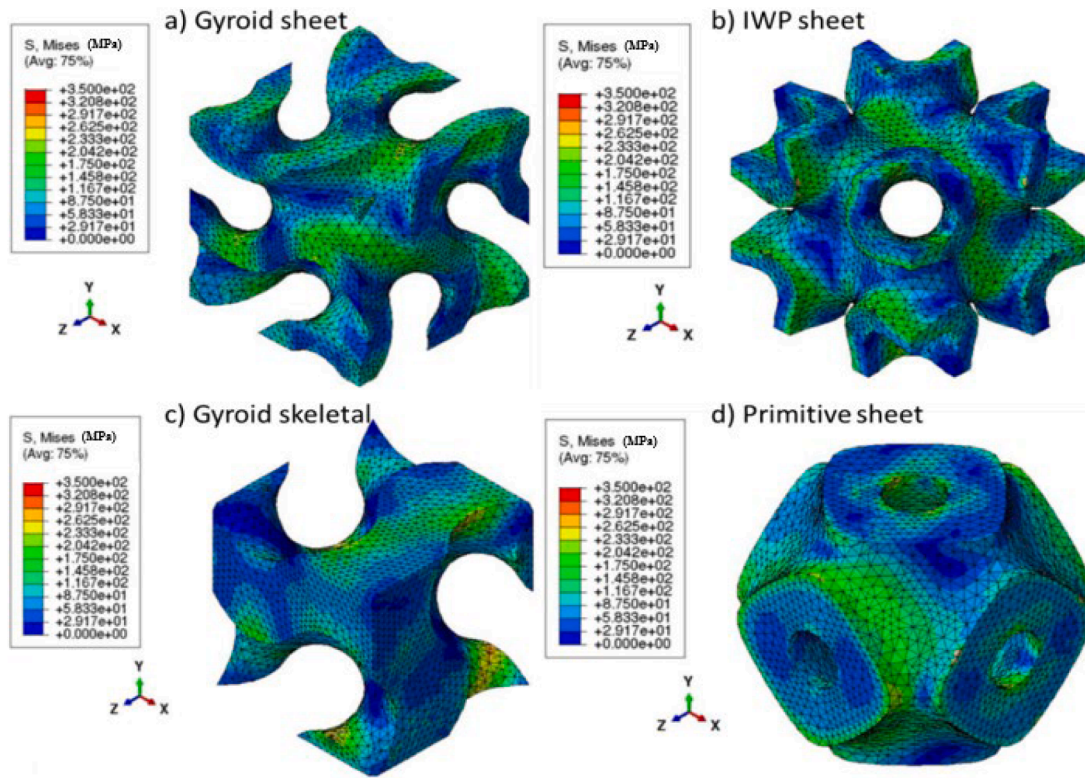 a) Gyroid sheet
S, Mises (MPa)
(Avg: 75%)
+3.500e+02
+3.208e+02
+2.917e+02
+2.625e+02
+2.333e+02
+2.042e+02
+1.750e+02
+1.458e+02
+1.167e+02
+8.750e+01
+5.833e+01
+2.917e+01
+0.000e+00
Y
Z
X
b) IWP sheet
S, Mises (MPa)
(Avg: 75%)
+3.500e+02
+3.208e+02
+2.917e+02
+2.625e+02
+2.333e+02
+2.042e+02
+1.750e+02
+1.458e+02
+1.167e+02
+8.750e+01
+5.833e+01
+2.917e+01
+0.000e+00
Y
Z
X
c) Gyroid skeletal
S, Mises (MPa)
(Avg: 75%)
+3.500e+02
+3.208e+02
+2.917e+02
+2.625e+02
+2.333e+02
+2.042e+02
+1.750e+02
+1.458e+02
+1.167e+02
+8.750e+01
+5.833e+01
+2.917e+01
+0.000e+00
Y
Z
X
d) Primitive sheet
S, Mises (MPa)
(Avg: 75%)
+3.500e+02
+3.208e+02
+2.917e+02
+2.625e+02
+2.333e+02
+2.042e+02
+1.750e+02
+1.458e+02
+1.167e+02
+8.750e+01
+5.833e+01
+2.917e+01
+0.000e+00
Y
Z
X